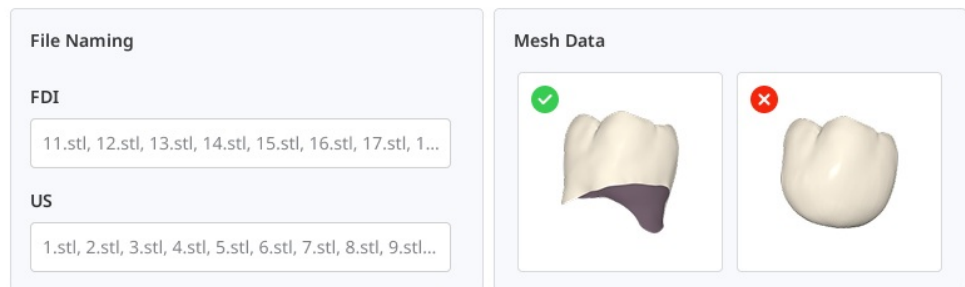 File Naming
FDI
11.stl, 12.stl, 13.stl, 14.stl, 15.stl, 16.stl, 17.stl, 1...
US
1.stl, 2.stl, 3.stl, 4.stl, 5.stl, 6.stl, 7.stl, 8.stl, 9.stl...
Mesh Data